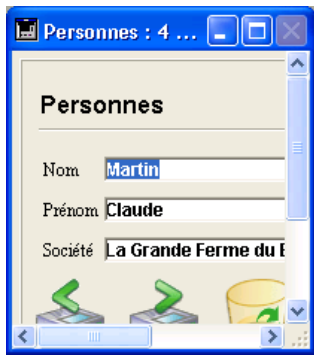 Personnes : 4 ...
Personnes
Nom Martin
Prénom Claude
Société La Grande Ferme du